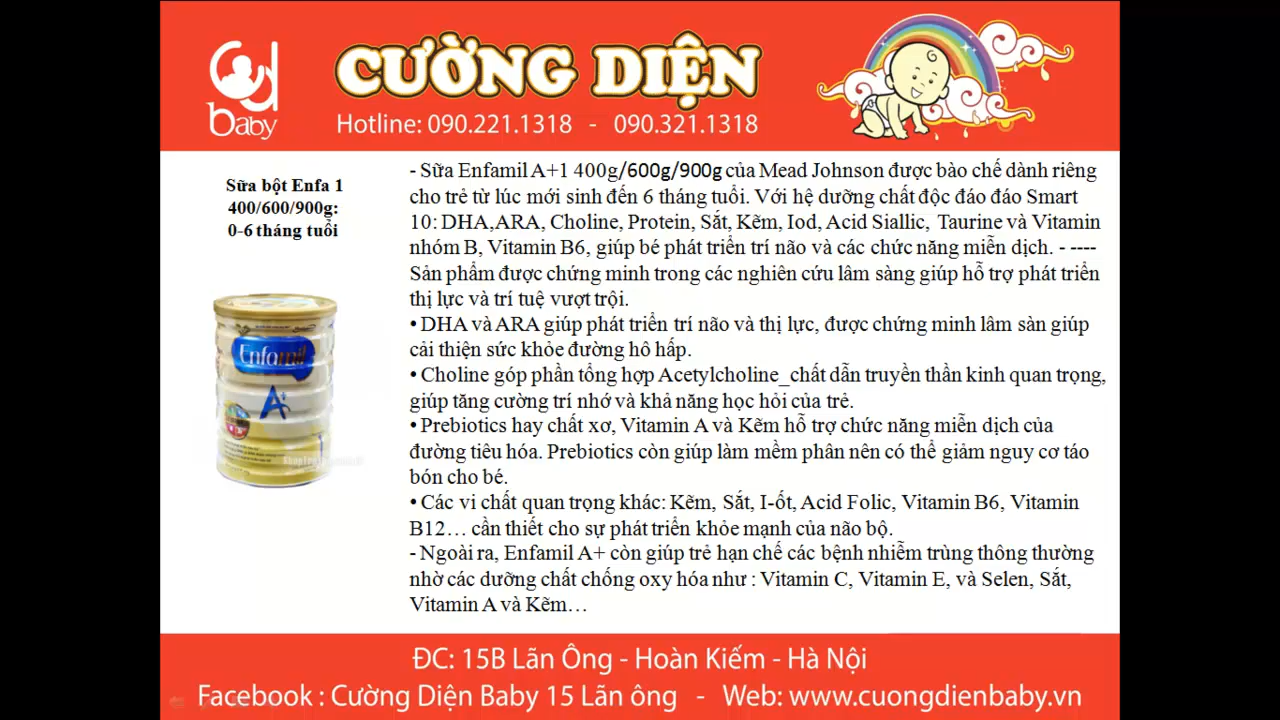 CƯỜNG DIỆN
baby
Hotline: 090.221.1318 - 090.321.1318
Sữa bột Enfa 1
400/600/900g:
0-6 tháng tuổi
Enfamil
A+
- Sữa Enfamil A+1 400g/600g/900g của Mead Johnson được bào chế dành riêng
cho trẻ từ lúc mới sinh đến 6 tháng tuổi. Với hệ dưỡng chất độc đáo đáo Smart
10: DHA,ARA, Choline, Protein, Sắt, Kẽm, Iod, Acid Siallic, Taurine và Vitamin
nhóm B, Vitamin B6, giúp bé phát triển trí não và các chức năng miễn dịch. - ----
Sản phẩm được chứng minh trong các nghiên cứu lâm sàng giúp hỗ trợ phát triển
thị lực và trí tuệ vượt trội.
• DHA và ARA giúp phát triển trí não và thị lực, được chứng minh lâm sàn giúp
cải thiện sức khỏe đường hô hấp.
• Choline góp phần tổng hợp Acetylcholine_chất dẫn truyền thần kinh quan trọng,
giúp tăng cường trí nhớ và khả năng học hỏi của trẻ.
• Prebiotics hay chất xơ, Vitamin A và Kẽm hỗ trợ chức năng miễn dịch của
đường tiêu hóa. Prebiotics còn giúp làm mềm phân nên có thể giảm nguy cơ táo
bón cho bé.
• Các vi chất quan trọng khác: Kẽm, Sắt, I-ốt, Acid Folic, Vitamin B6, Vitamin
B12… cần thiết cho sự phát triển khỏe mạnh của não bộ.
- Ngoài ra, Enfamil A+ còn giúp trẻ hạn chế các bệnh nhiễm trùng thông thường
nhờ các dưỡng chất chống oxy hóa như : Vitamin C, Vitamin E, và Selen, Sắt,
Vitamin A và Kẽm…
ĐC: 15B Lãn Ông - Hoàn Kiếm - Hà Nội
Facebook : Cường Diện Baby 15 Lãn ông - Web: www.cuongdienbaby.vn